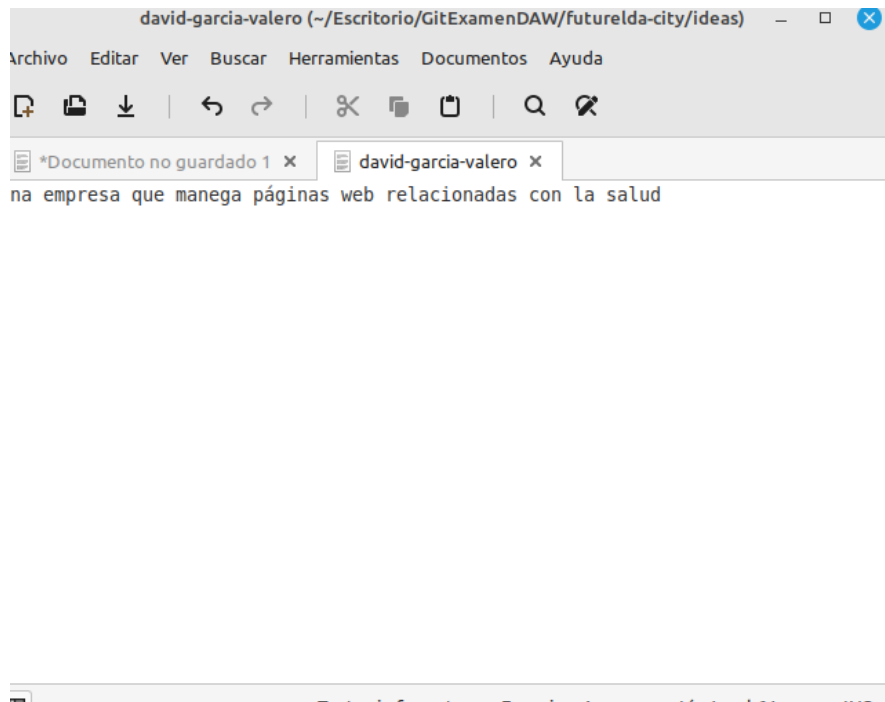 david-garcia-valero (~/Escritorio/GitExamenDAW/futurelda-city/ideas)
Archivo Editar Ver Buscar Herramientas Documentos Ayuda
*Documento no guardado 1 david-garcia-valero
na empresa que manega páginas web relacionadas con la salud